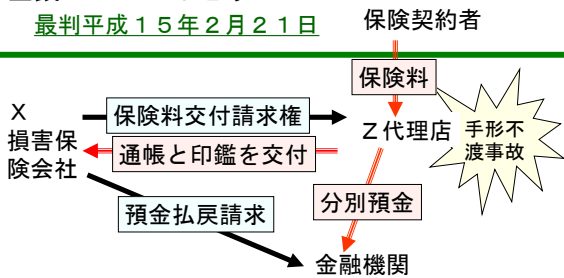 最判平成１５年２月２１日
保険契約者
保険料
X
損害保
険会社
保険料交付請求権
Z代理店
手形不
渡事故
通帳と印鑑を交付
分別預金
預金払戻請求
金融機関